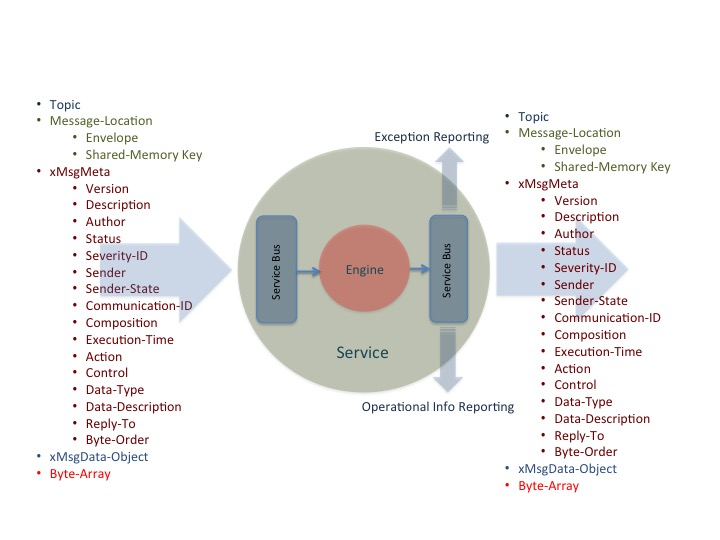 • Topic
• Message-Location
• Envelope
• Shared-Memory Key
• xMsgMeta
• Version
• Description
• Author
• Status
• Severity-ID
• Sender
• Sender-State
• Communication-ID
• Composition
• Execution-Time
• Action
• Control
• Data-Type
• Data-Description
• Reply-To
• Byte-Order
• xMsgData-Object
• Byte-Array
Exception Reporting
Service Bus
Engine
Service Bus
Service
Operational Info Reporting
• Topic
• Message-Location
• Envelope
• Shared-Memory Key
• xMsgMeta
• Version
• Description
• Author
• Status
• Severity-ID
• Sender
• Sender-State
• Communication-ID
• Composition
• Execution-Time
• Action
• Control
• Data-Type
• Data-Description
• Reply-To
• Byte-Order
• xMsgData-Object
• Byte-Array